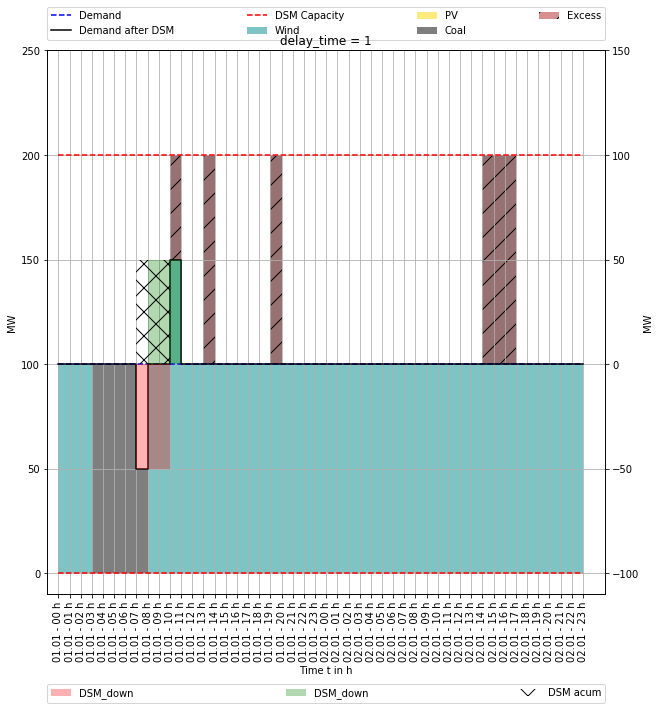 Demand
Demand after DSM
DSM Capacity
Wind
PV
Coal
Excess
delay_time = 1
250
200
150
100
50
0
MW
150
100
50
0
−50
−100
MW
01.01 - 00 h
01.01 - 01 h
01.01 - 02 h
01.01 - 03 h
01.01 - 04 h
01.01 - 05 h
01.01 - 06 h
01.01 - 07 h
01.01 - 08 h
01.01 - 09 h
01.01 - 10 h
01.01 - 11 h
01.01 - 12 h
01.01 - 13 h
01.01 - 14 h
01.01 - 15 h
01.01 - 16 h
01.01 - 17 h
01.01 - 18 h
01.01 - 19 h
01.01 - 20 h
01.01 - 21 h
01.01 - 22 h
01.01 - 23 h
02.01 - 00 h
02.01 - 01 h
02.01 - 02 h
02.01 - 03 h
02.01 - 04 h
02.01 - 05 h
02.01 - 06 h
02.01 - 07 h
02.01 - 08 h
02.01 - 09 h
02.01 - 10 h
02.01 - 11 h
02.01 - 12 h
02.01 - 13 h
02.01 - 14 h
02.01 - 15 h
02.01 - 16 h
02.01 - 17 h
02.01 - 18 h
02.01 - 19 h
02.01 - 20 h
02.01 - 21 h
02.01 - 22 h
02.01 - 23 h
Time t in h
DSM_down
DSM_down
DSM acum